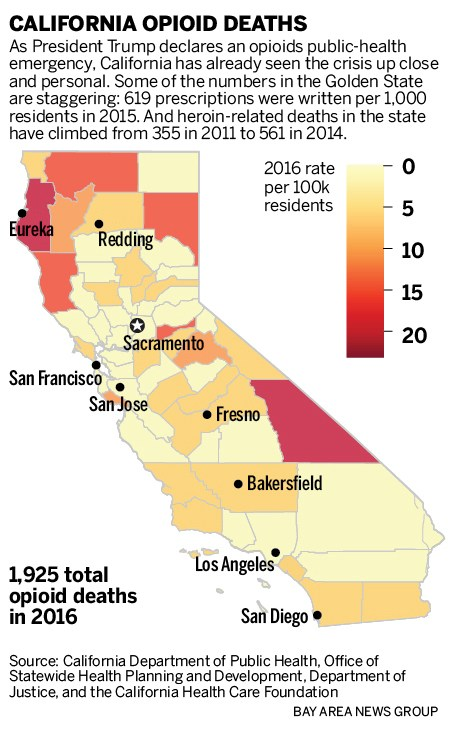 CALIFORNIA OPIOID DEATHS
As President Trump declares an opioids public-health
emergency, California has already seen the crisis up close
and personal. Some of the numbers in the Golden State
are staggering: 619 prescriptions were written per 1,000
residents in 2015. And heroin-related deaths in the state
have climbed from 355 in 2011 to 561 in 2014.
2016 rate
per 100k
residents
0
5
10
15
20
Eureka
Redding
Sacramento
San Francisco
San Jose
Fresno
Bakersfield
Los Angeles
San Diego
1,925 total
opioid deaths
in 2016
Source: California Department of Public Health, Office of
Statewide Health Planning and Development, Department of
Justice, and the California Health Care Foundation
BAY AREA NEWS GROUP